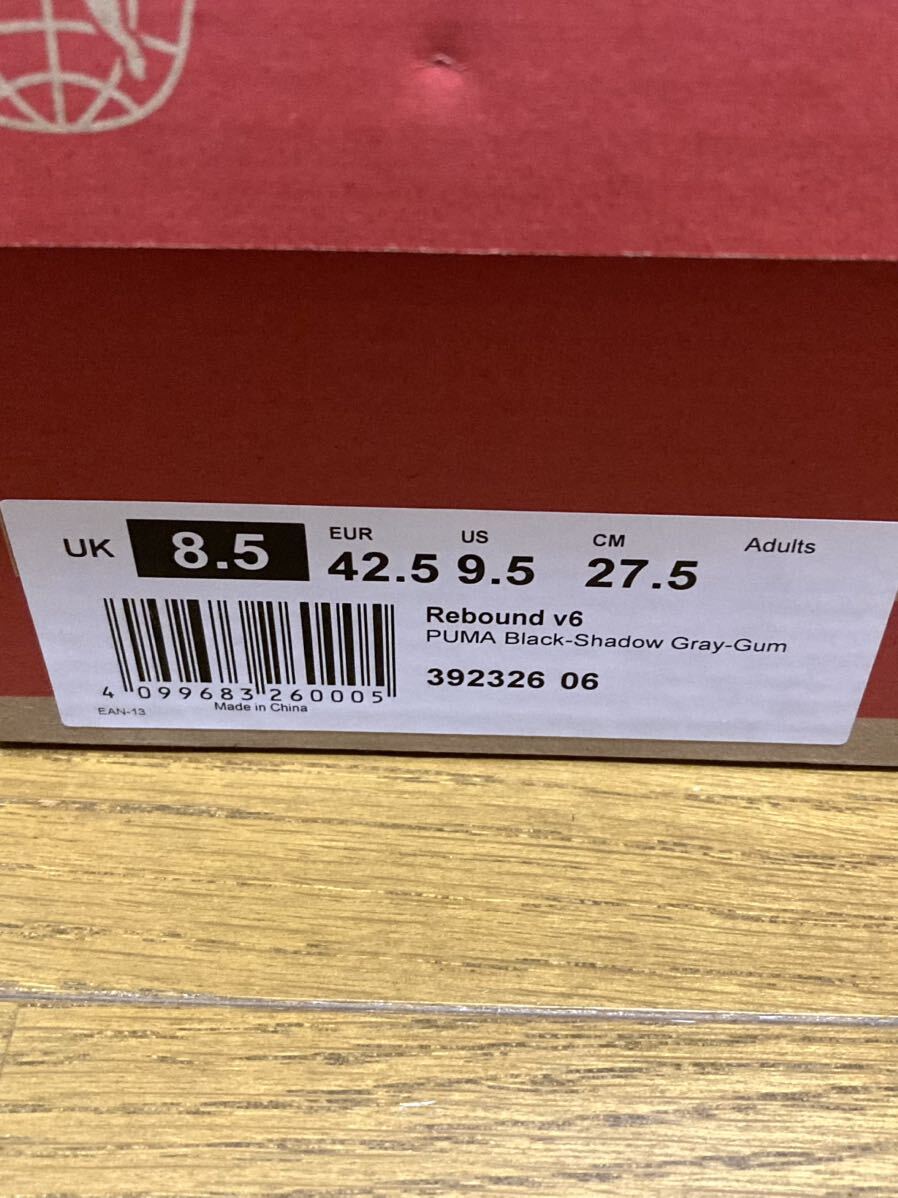 UK 8.5 EUR 42.5 US 9.5 CM 27.5 Adults
Rebound v6
PUMA Black-Shadow Gray-Gum
392326 06
4 099683 260005
EAN-13 Made in China